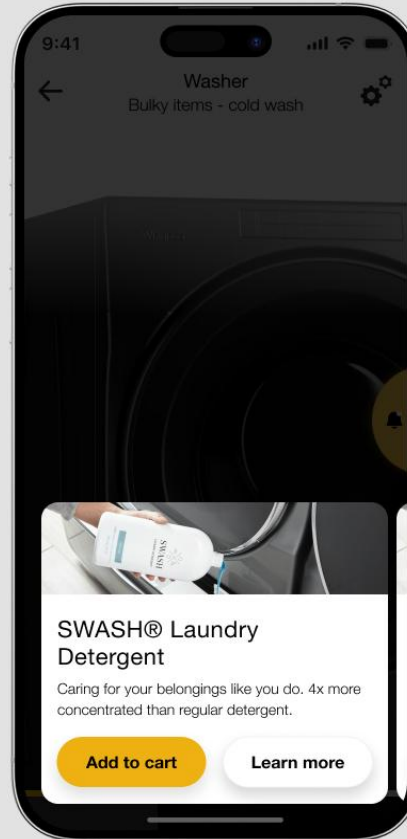 9:41
Washer
Bulky items - cold wash
SWASH
SWASH® Laundry
Detergent
Caring for your belongings like you do. 4x more
concentrated than regular detergent.
Add to cart
Learn more